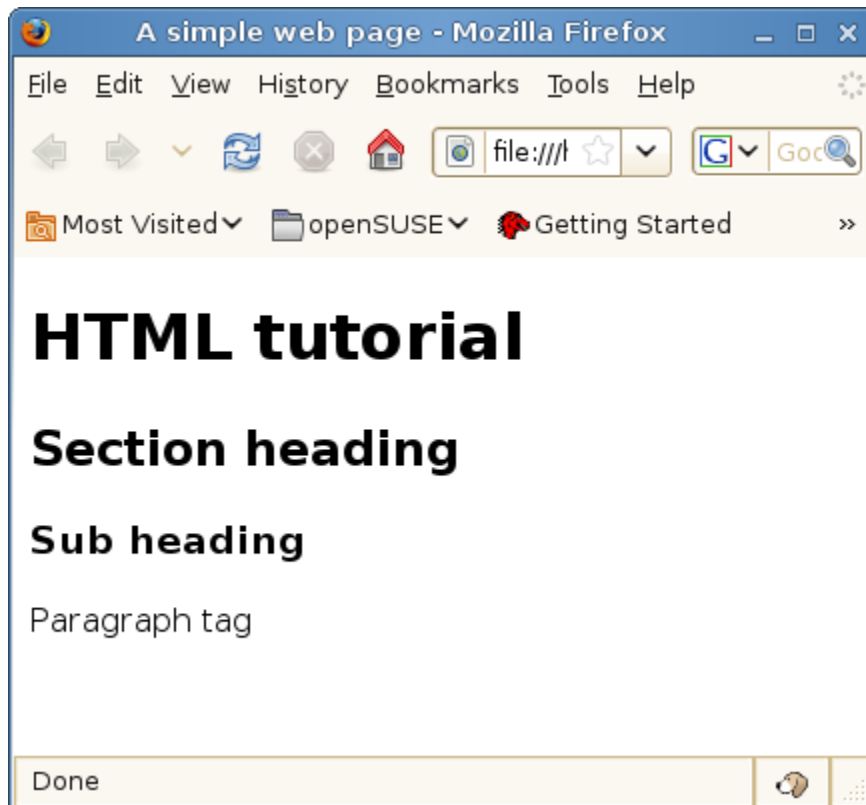 A simple web page - Mozilla Firefox
File Edit View History Bookmarks Tools Help
file:///h G Goo
Most Visited openSUSE Getting Started »
HTML tutorial
Section heading
Sub heading
Paragraph tag
Done